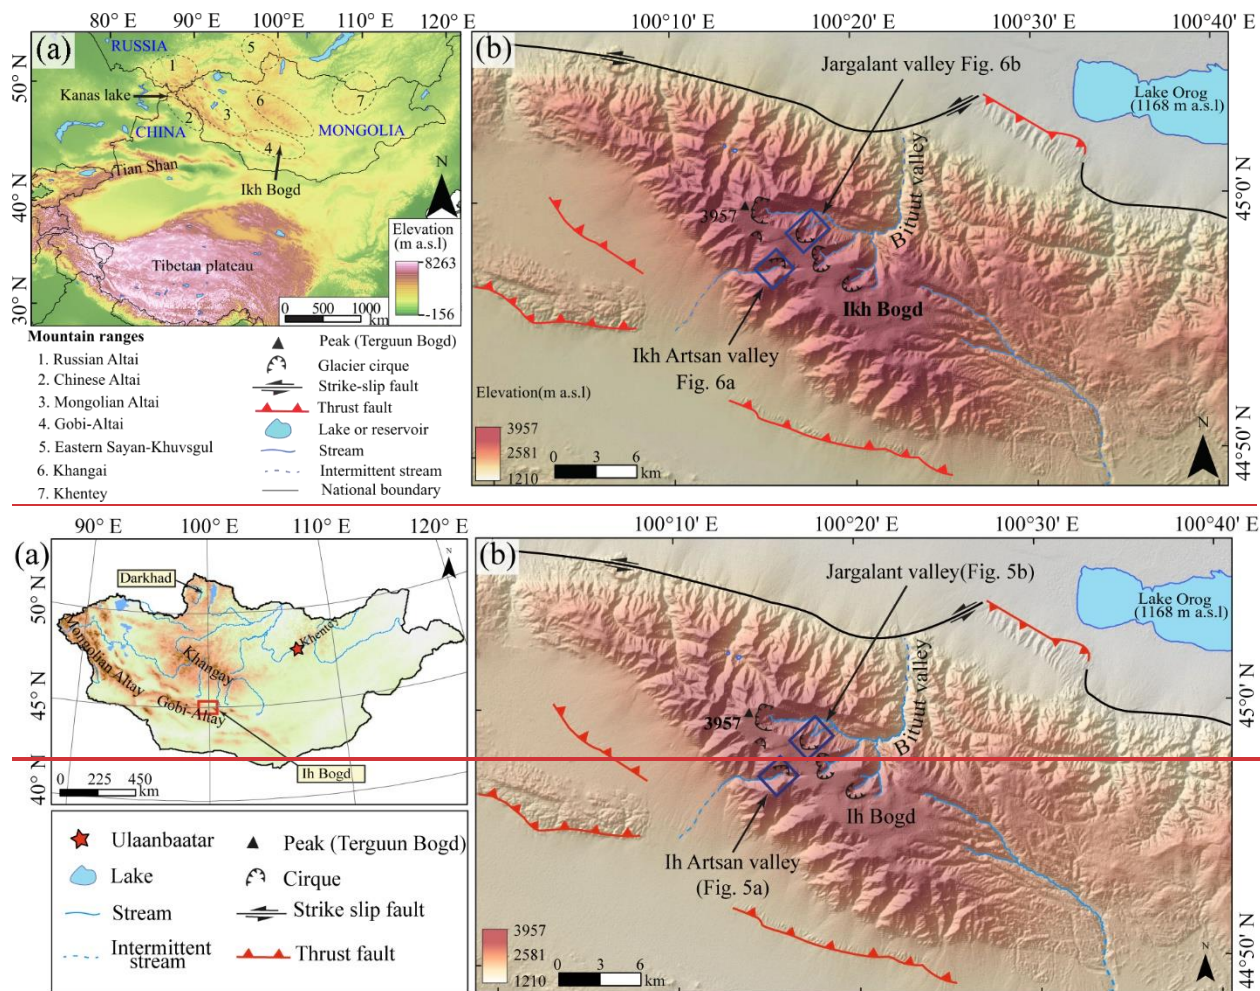 80° E 90° E 100° E 110° E 120° E
(a)
RUSSIA
5
1
50° N
Kanas lake
2
3
6
7
CHINA
MONGOLIA
4
Tian Shan
Ikh Bogd
N
40° N
Elevation
(m a.s.l)
8263
-156
Tibetan plateau
30° N
0 500 1000
km
Mountain ranges
1. Russian Altai
2. Chinese Altai
3. Mongolian Altai
4. Gobi-Altai
5. Eastern Sayan-Khuvsgul
6. Khangai
7. Khentey
Peak (Terguun Bogd)
Glacier cirque
Strike-slip fault
Thrust fault
Lake or reservoir
Stream
Intermittent stream
National boundary
100°10' E 100°20' E 100°30' E 100°40' E
(b)
Jargalant valley Fig. 6b
Lake Orog
(1168 m a.s.l)
Bituut valley
45°0' N
3957
Ikh Bogd
Ikh Artsan valley
Fig. 6a
Elevation(m a.s.l)
3957
2581
1210
0 3 6
km
N
44°50' N
90° E 100° E 110° E 120° E
(a)
N
Darkhad
50° N
Khentey
Mongolian Altay
Khangay
45° N
Gobi-Altay
40° N
0 225 450
km
Ih Bogd
Ulaanbaatar
Lake
Stream
Intermittent
stream
Peak (Terguun Bogd)
Cirque
Strike slip fault
Thrust fault
100°10' E 100°20' E 100°30' E 100°40' E
(b)
Jargalant valley(Fig. 5b)
Lake Orog
(1168 m a.s.l)
Bituut valley
45°0' N
3957
Ih Bogd
Ih Artsan valley
(Fig. 5a)
3957
2581
1210
0 3 6
km
N
44°50' N